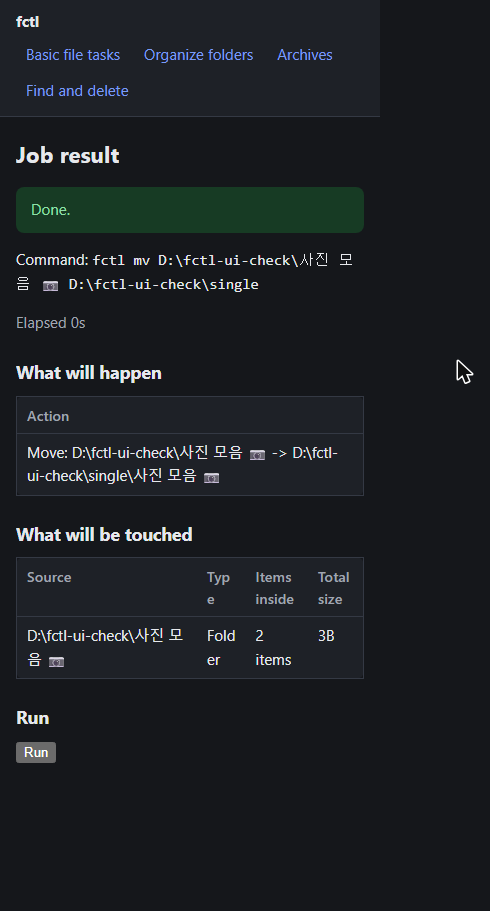 fctl
Basic file tasks Organize folders Archives
Find and delete
Job result
Done.
Command: fctl mv D:\fctl-ui-check\사진 모
음 📷 D:\fctl-ui-check\single
Elapsed 0s
What will happen
Action
Move: D:\fctl-ui-check\사진 모음 📷 -> D:\fctl-
ui-check\single\사진 모음 📷
What will be touched
Source Typ Items Total
e inside size
D:\fctl-ui-check\사진 모 Fold 2 3B
음 📷 er items
Run
Run